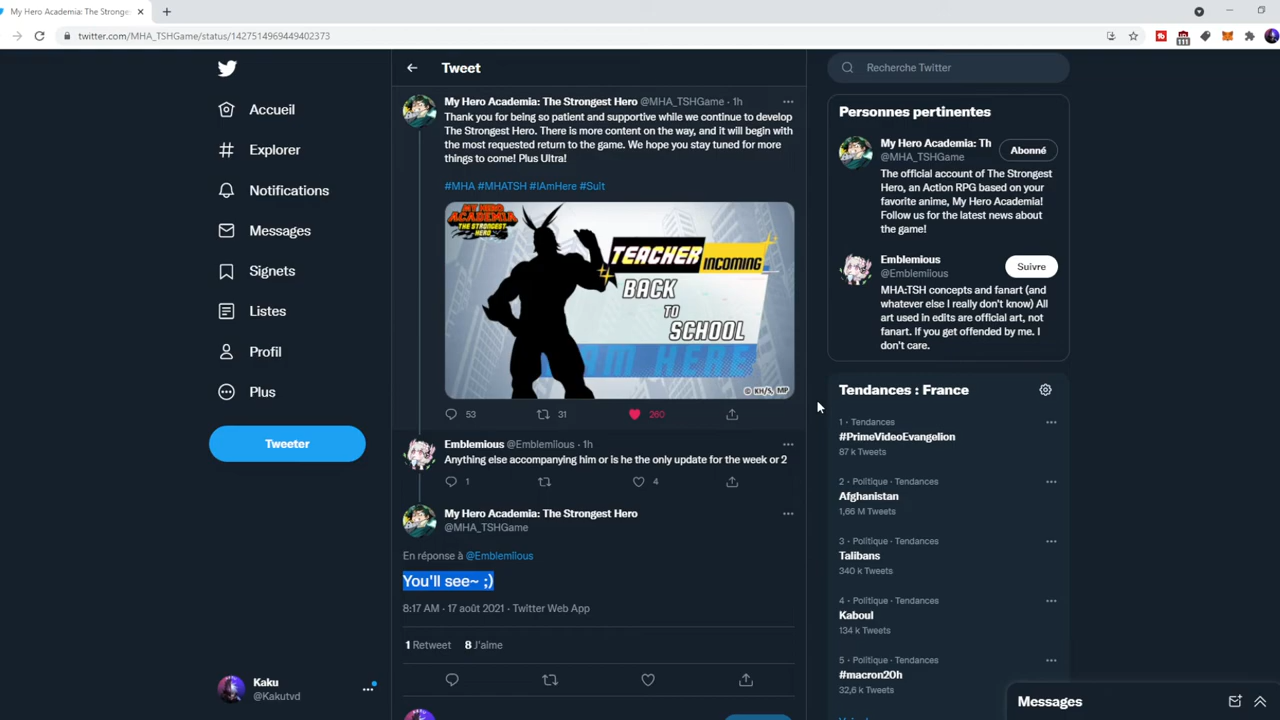 My Hero Academia: The Stronges
twitter.com/MHA_TSHGame/status/1427514969449402373
111
Accueil
Explorer
Notifications
Messages
Signets
Listes
Profil
Plus
Tweeter
Kaku
@Kakutvd
Tweet
My Hero Academia: The Strongest Hero @MHA_TSHGame · 1h
Thank you for being so patient and supportive while we continue to develop
The Strongest Hero. There is more content on the way, and it will begin with
the most requested return to the game. We hope you stay tuned for more
things to come! Plus Ultra!
#MHA #MHATSH #IAmHere #Suit
MY HERO
ACADEMIA
THE STRONGEST
HERO
TEACHER INCOMING
BACK
TO
SCHOOL
I AM HERE
© KH/S, MP
53 31 260
Emblemious @Emblemiious · 1h
Anything else accompanying him or is he the only update for the week or 2
1 4
My Hero Academia: The Strongest Hero
@MHA_TSHGame
En réponse à @Emblemiious
You'll see~ ;)
8:17 AM · 17 août 2021 · Twitter Web App
1 Retweet 8 J'aime
Recherche Twitter
Personnes pertinentes
My Hero Academia: Th
@MHA_TSHGame
Abonné
The official account of The Strongest
Hero, an Action RPG based on your
favorite anime, My Hero Academia!
Follow us for the latest news about
the game!
Emblemious
@Emblemiious
Suivre
MHA:TSH concepts and fanart (and
whatever else I really don't know) All
art used in edits are official art, not
fanart. If you get offended by me. I
don't care.
Tendances : France
1 · Tendances
#PrimeVideoEvangelion
87 k Tweets
2 · Politique · Tendances
Afghanistan
1,66 M Tweets
3 · Politique · Tendances
Talibans
340 k Tweets
4 · Politique · Tendances
Kaboul
134 k Tweets
5 · Politique · Tendances
#macron20h
32,6 k Tweets
Messages